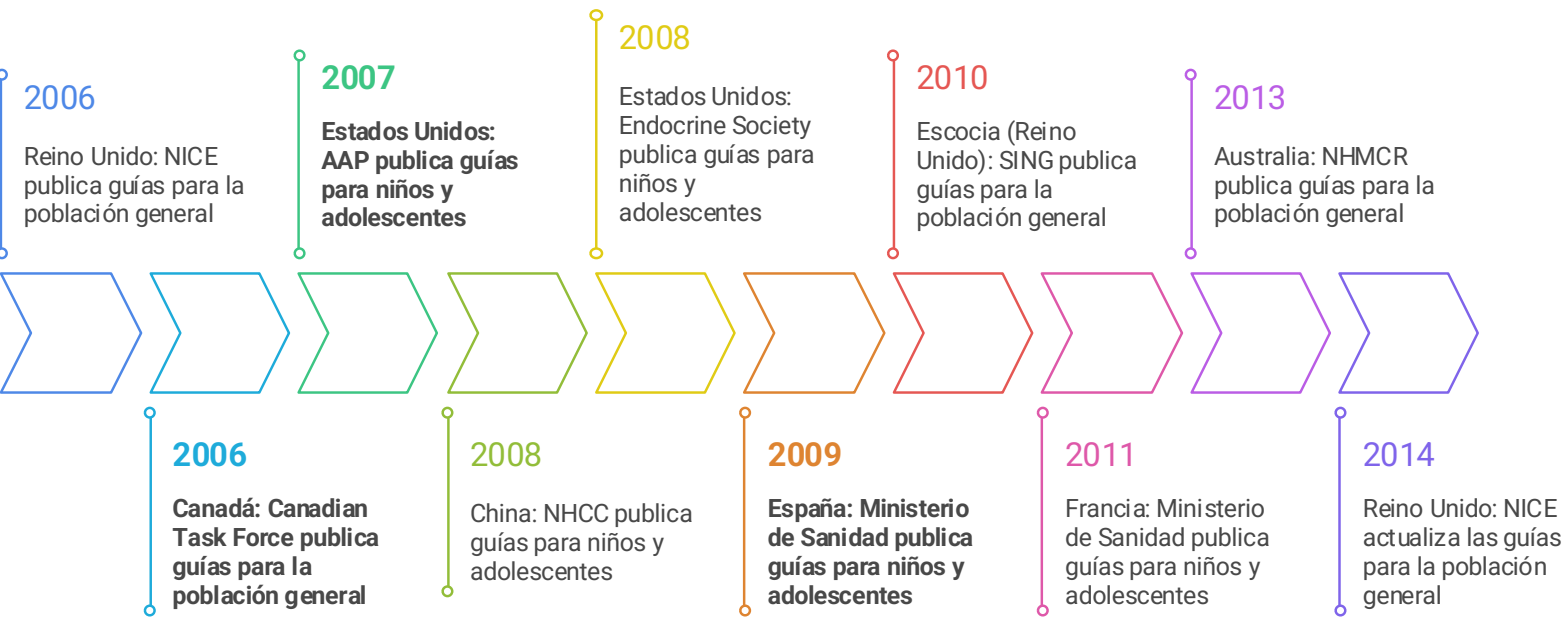 2006
Reino Unido: NICE
publica guías para la
población general
2006
Canadá: Canadian
Task Force publica
guías para la
población general
2007
Estados Unidos:
AAP publica guías
para niños y
adolescentes
2008
China: NHCC publica
guías para niños y
adolescentes
2008
Estados Unidos:
Endocrine Society
publica guías para
niños y
adolescentes
2009
España: Ministerio
de Sanidad publica
guías para niños y
adolescentes
2010
Escocia (Reino
Unido): SING publica
guías para la
población general
2011
Francia: Ministerio
de Sanidad publica
guías para niños y
adolescentes
2013
Australia: NHMCR
publica guías para la
población general
2014
Reino Unido: NICE
actualiza las guías
para la población
general